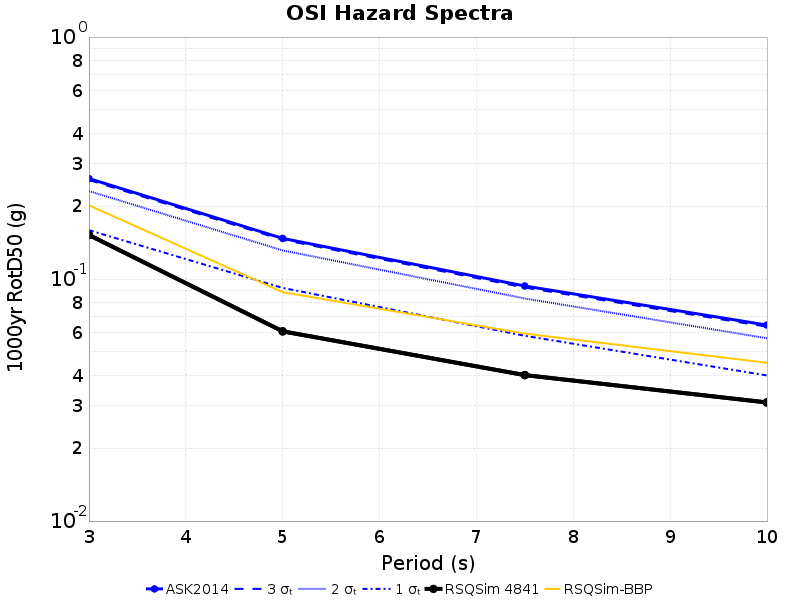 OSI Hazard Spectra
10^0
8
6
4
3
2
10^-1
8
6
4
3
2
10^-2
1000yr RotD50 (g)
3 4 5 6 7 8 9 10
Period (s)
ASK2014 3 σₜ 2 σₜ 1 σₜ RSQSim 4841 RSQSim-BBP